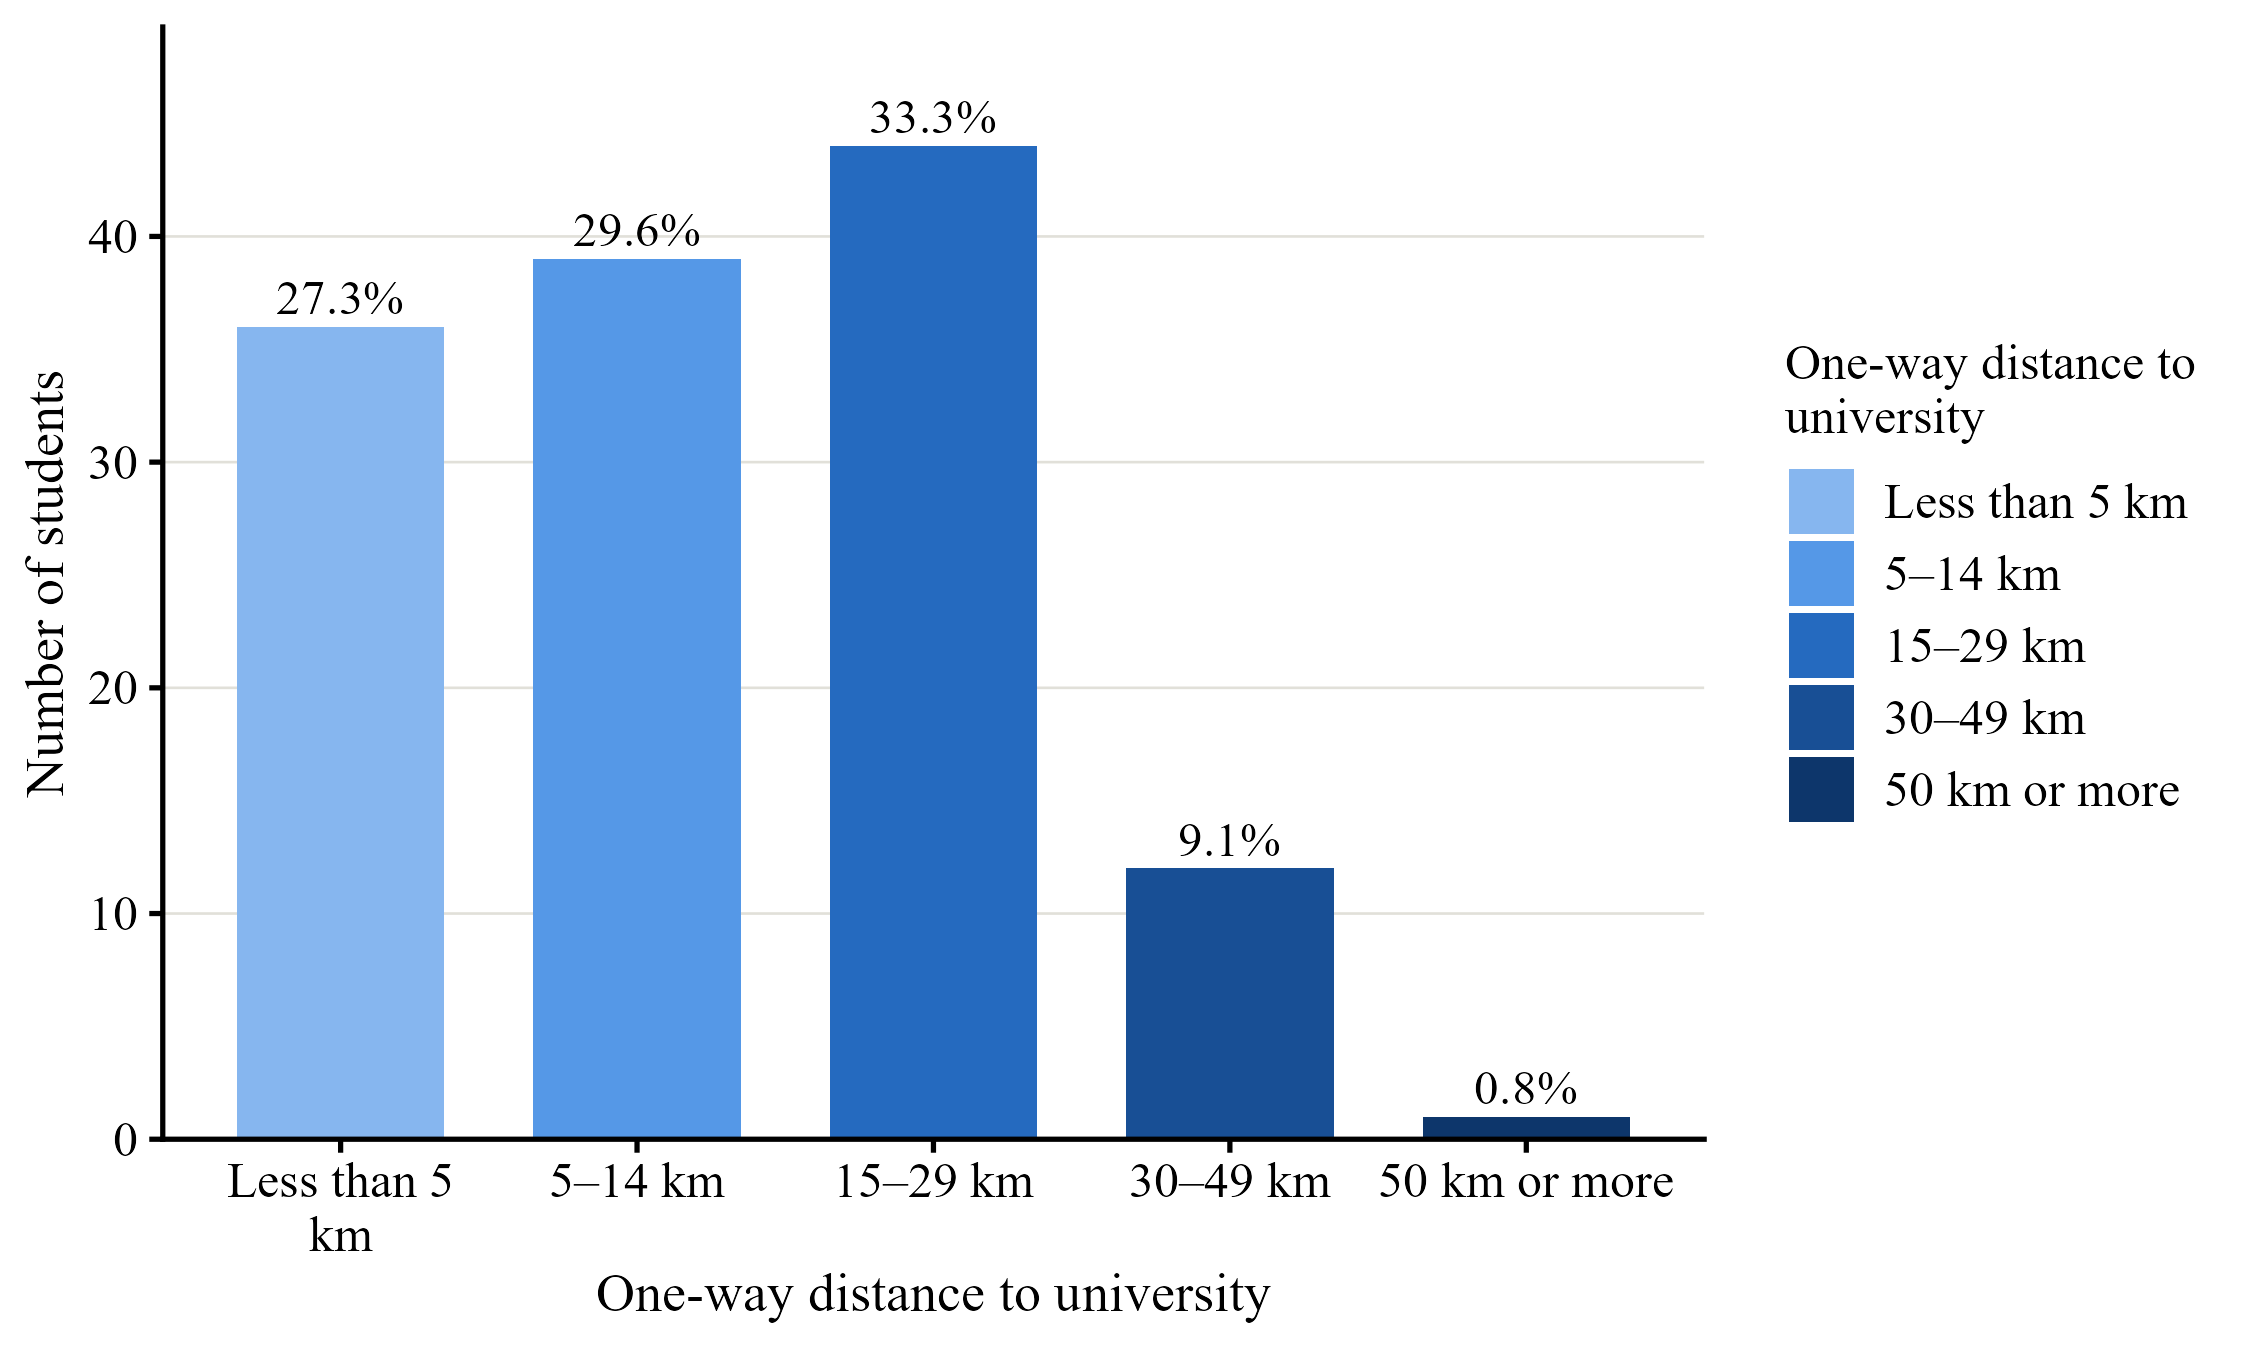 33.3%
29.6%
27.3%
9.1%
0.8%
40
30
20
10
0
Number of students
Less than 5
km
5–14 km
15–29 km
30–49 km
50 km or more
One-way distance to university
One-way distance to
university
Less than 5 km
5–14 km
15–29 km
30–49 km
50 km or more